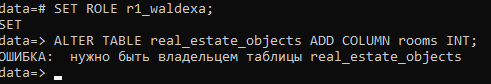 data=# SET ROLE r1_waldexa;
SET
data=> ALTER TABLE real_estate_objects ADD COLUMN rooms INT;
ОШИБКА:  нужно быть владельцем таблицы real_estate_objects
data=> _